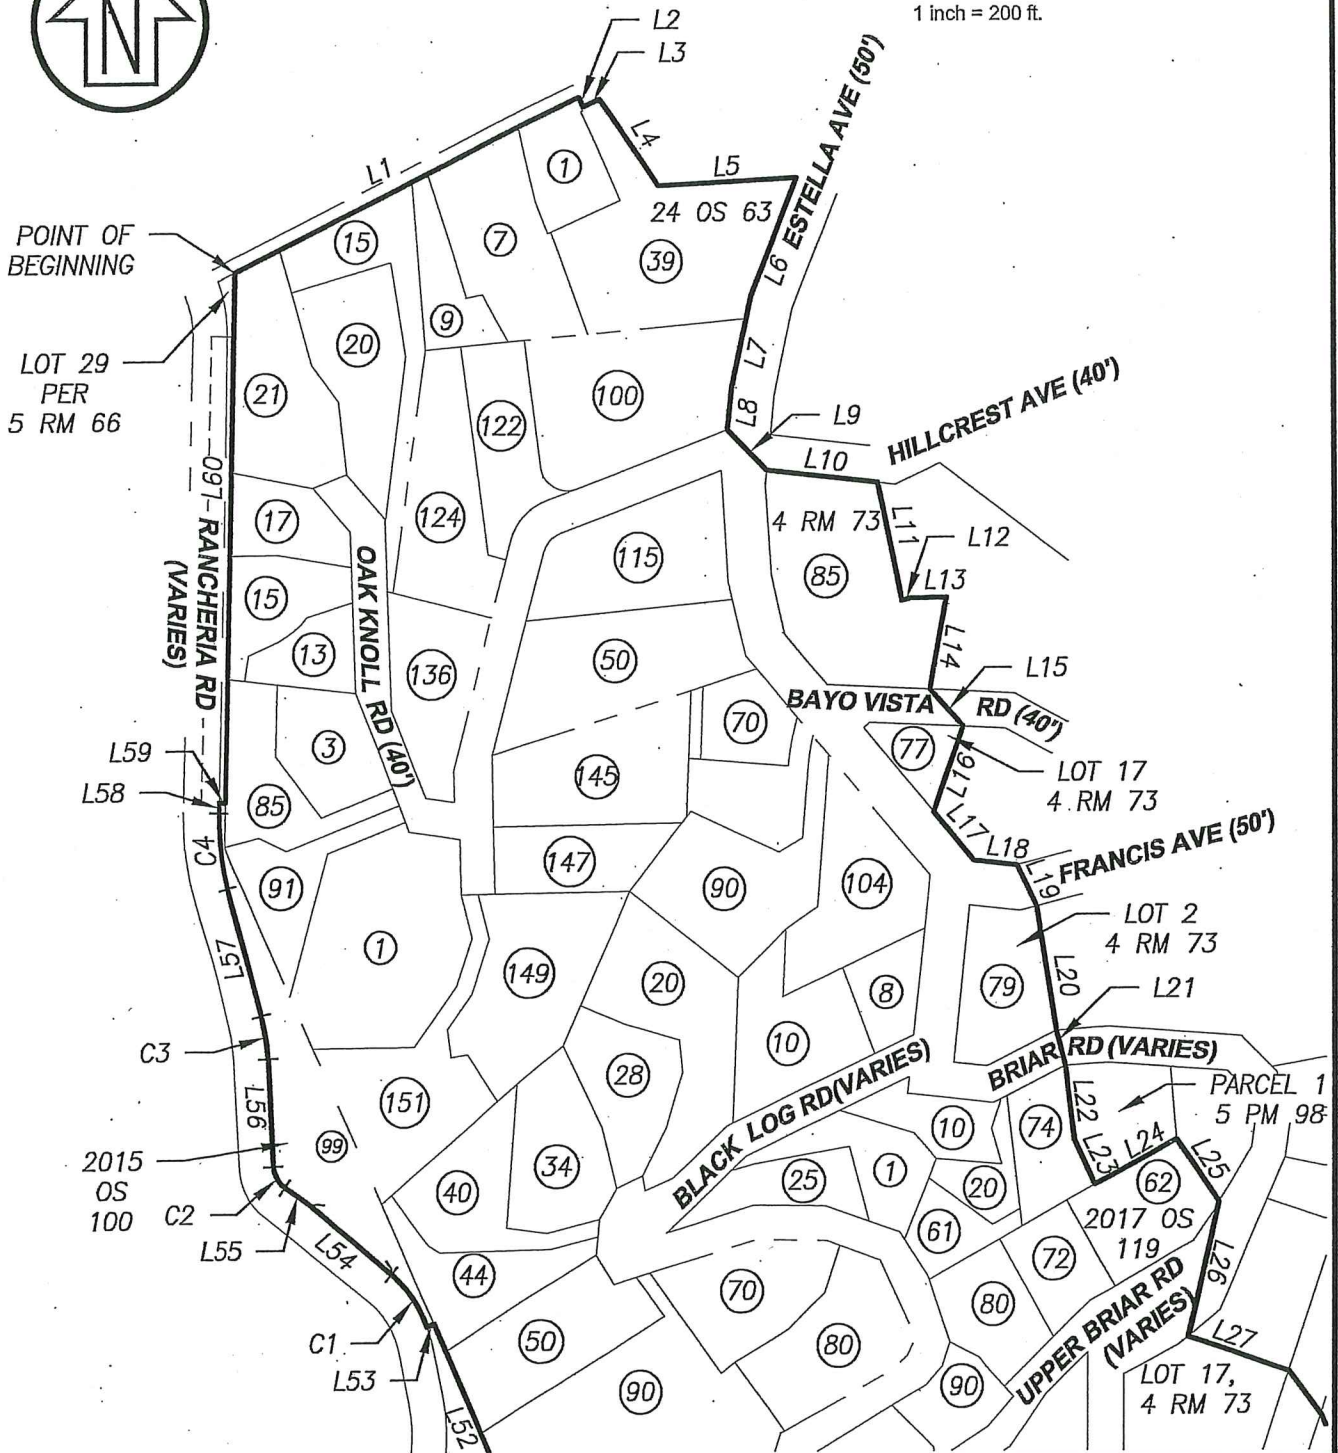 N
1 inch = 200 ft.
L2
L3
L1
L4
L5
ESTELLA AVE (50')
24 OS 63
POINT OF
BEGINNING
1
15
7
39
L6
9
20
L7
LOT 29
PER
5 RM 66
21
100
122
L8
L9
HILLCREST AVE (40')
L10
L60
RANCHERIA RD
(VARIES)
17
124
4 RM 73
L11
L12
OAK KNOLL RD (40')
115
85
L13
15
13
136
50
L14
L15
BAYO VISTA
RD (40')
70
77
3
L59
L58
85
145
L16
LOT 17
4 RM 73
L17
C4
147
L18
FRANCIS AVE (50')
91
90
104
L19
LOT 2
4 RM 73
1
149
20
8
79
L20
L57
L21
C3
10
BRIAR
RD (VARIES)
28
BLACK LOG RD(VARIES)
L56
151
PARCEL 1
5 PM 98
10
74
L22
99
2015
OS
100
34
40
25
1
20
L23
L24
62
L25
C2
L55
61
2017 OS
119
L54
44
72
L26
70
80
UPPER BRIAR RD
(VARIES)
C1
L53
50
80
L27
90
90
LOT 17,
4 RM 73
L52